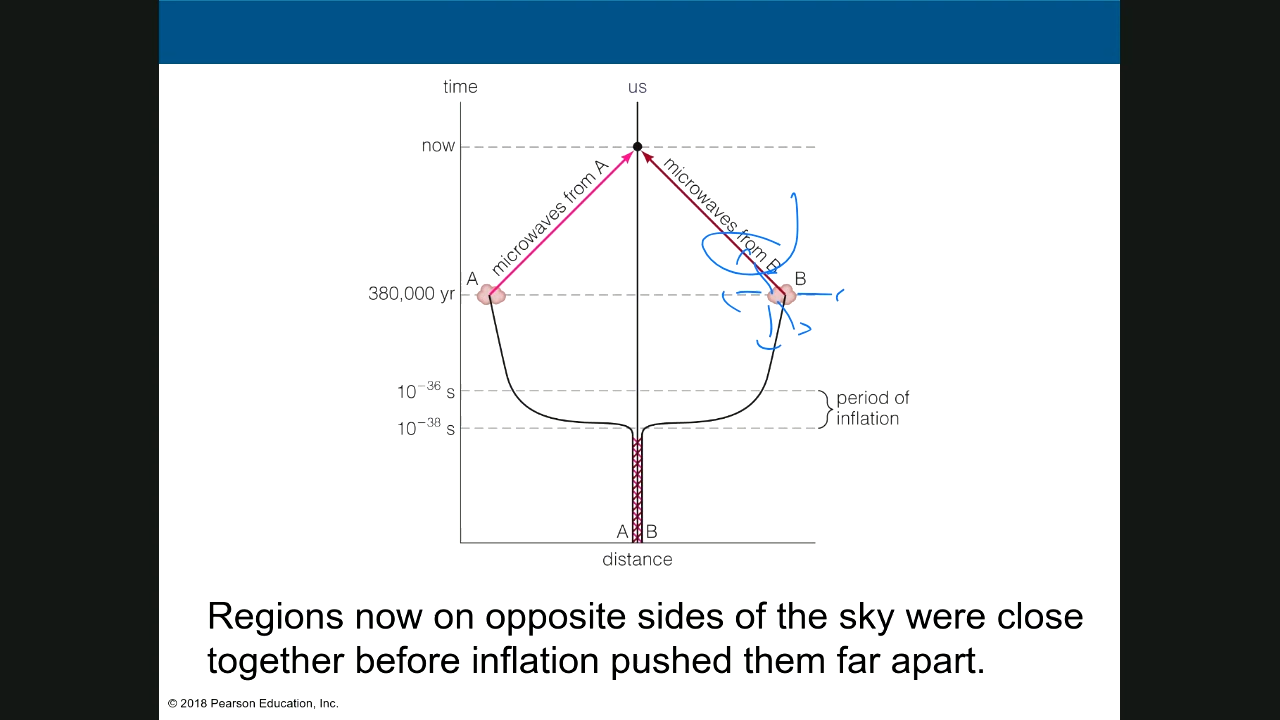 time
us
now
microwaves from A
microwaves from B
A
B
380,000 yr
10⁻³⁶ s
period of
inflation
10⁻³⁸ s
A
B
distance
Regions now on opposite sides of the sky were close
together before inflation pushed them far apart.
© 2018 Pearson Education, Inc.